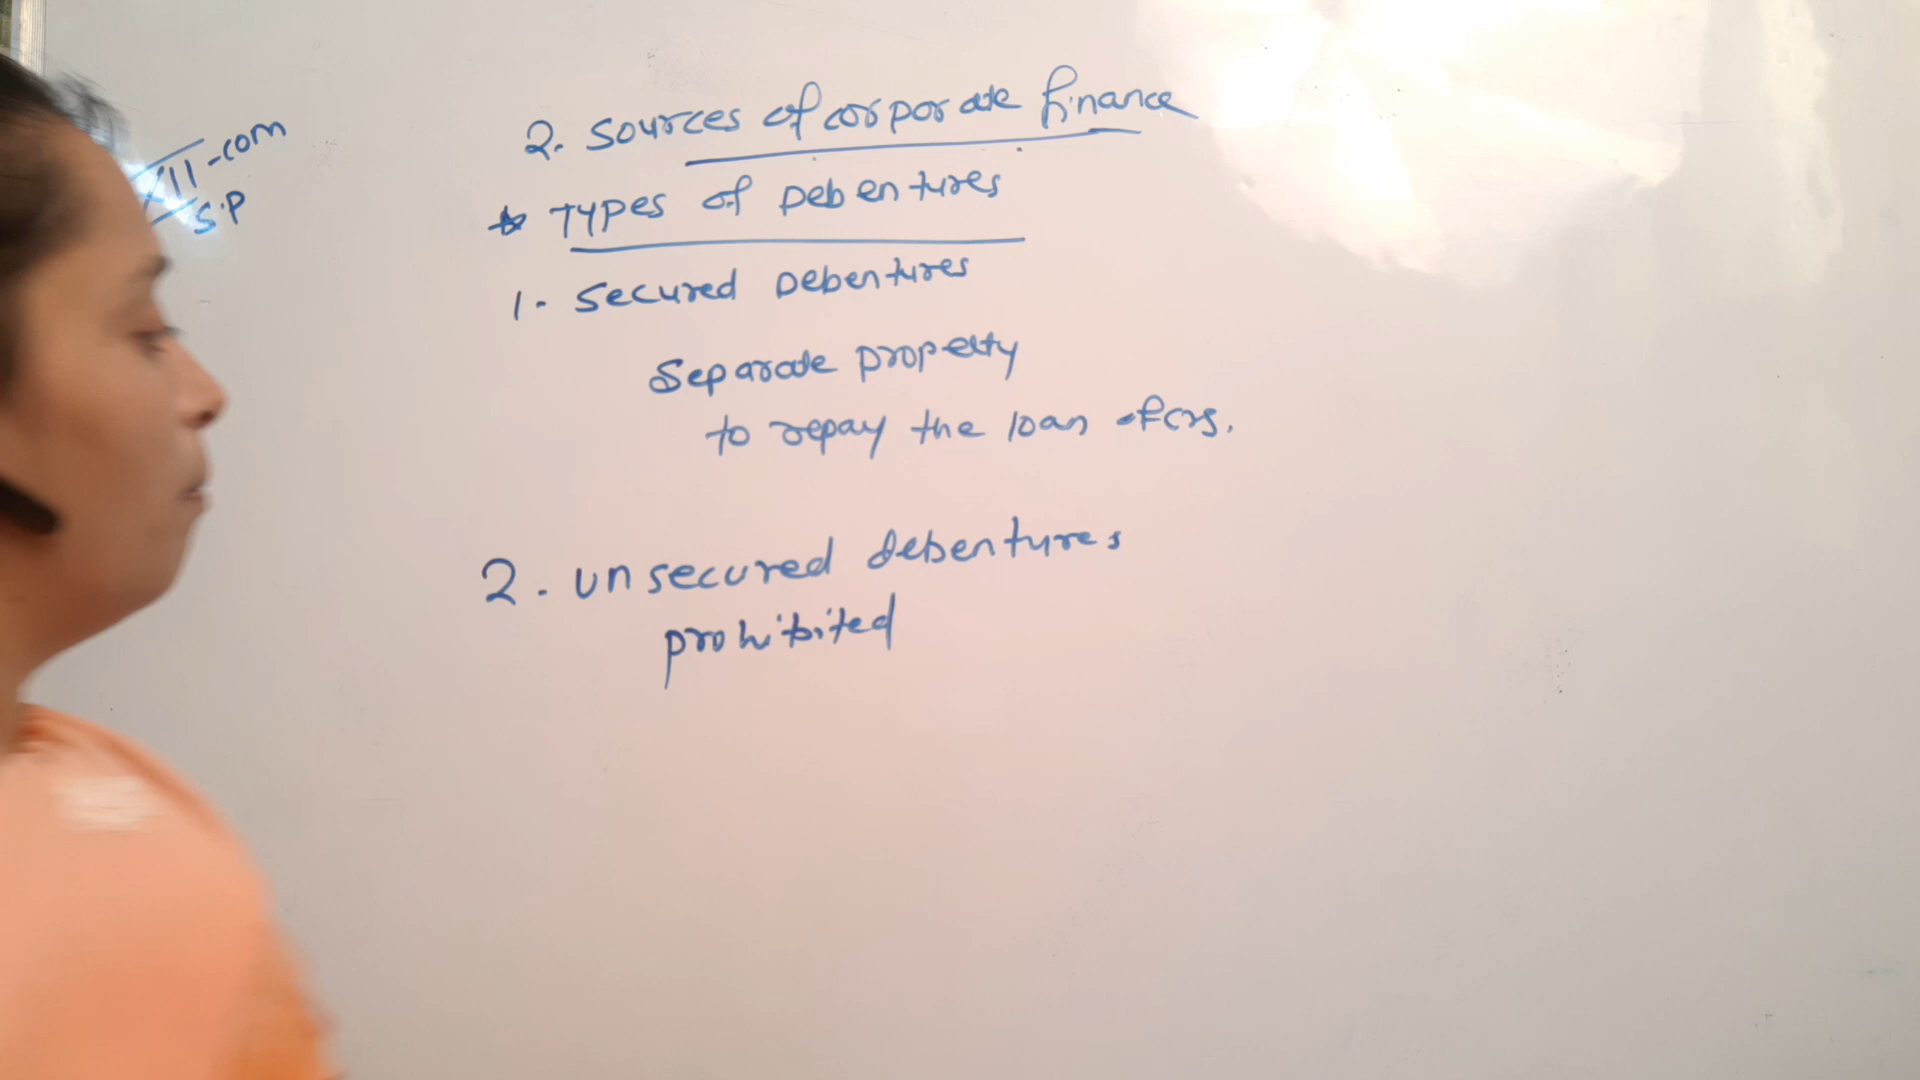 XII-com
S.P
2. Sources of corporate finance
* Types of Debentures
1. Secured Debentures
Separate property
to repay the loan of
2. unsecured debentures
prohibited